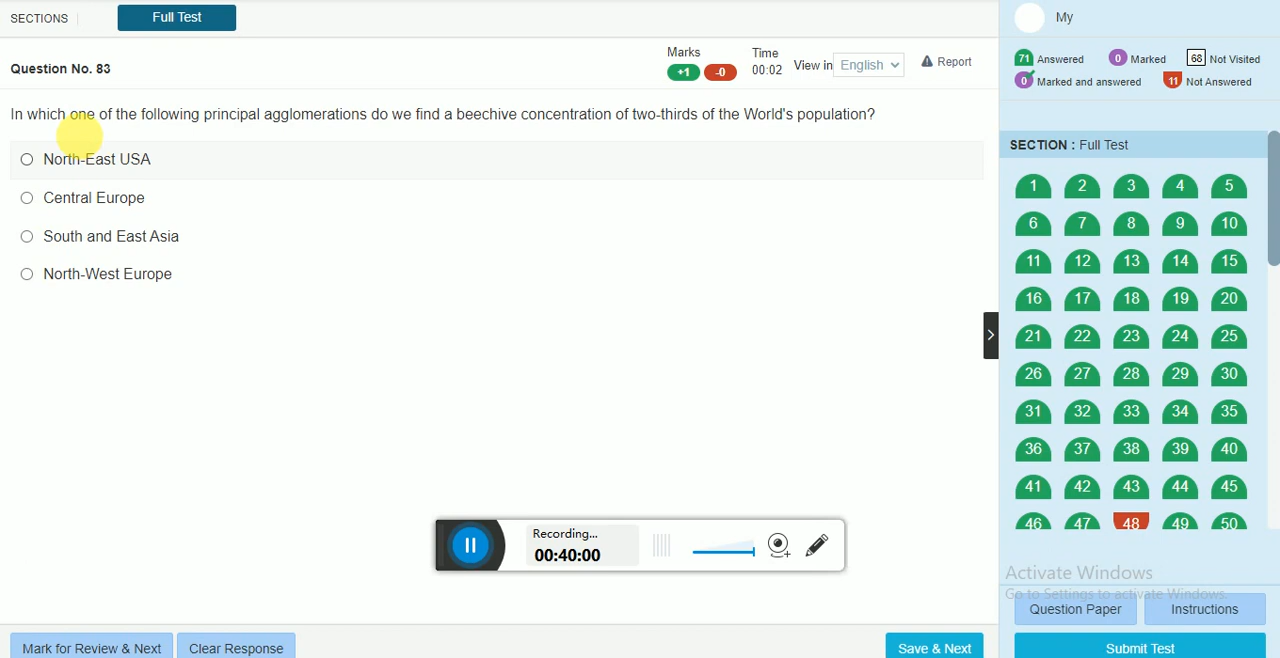 SECTIONS
Full Test
My
Question No. 83
Marks
+1
-0
Time
00:02
View in
English
Report
71 Answered
0 Marked
68 Not Visited
0 Marked and answered
11 Not Answered
In which one of the following principal agglomerations do we find a beehive concentration of two-thirds of the World's population?
North-East USA
Central Europe
South and East Asia
North-West Europe
SECTION : Full Test
1 2 3 4 5
6 7 8 9 10
11 12 13 14 15
16 17 18 19 20
21 22 23 24 25
26 27 28 29 30
31 32 33 34 35
36 37 38 39 40
41 42 43 44 45
46 47 48 49 50
Recording...
00:40:00
Activate Windows
Go to Settings to activate Windows.
Question Paper
Instructions
Mark for Review & Next
Clear Response
Save & Next
Submit Test